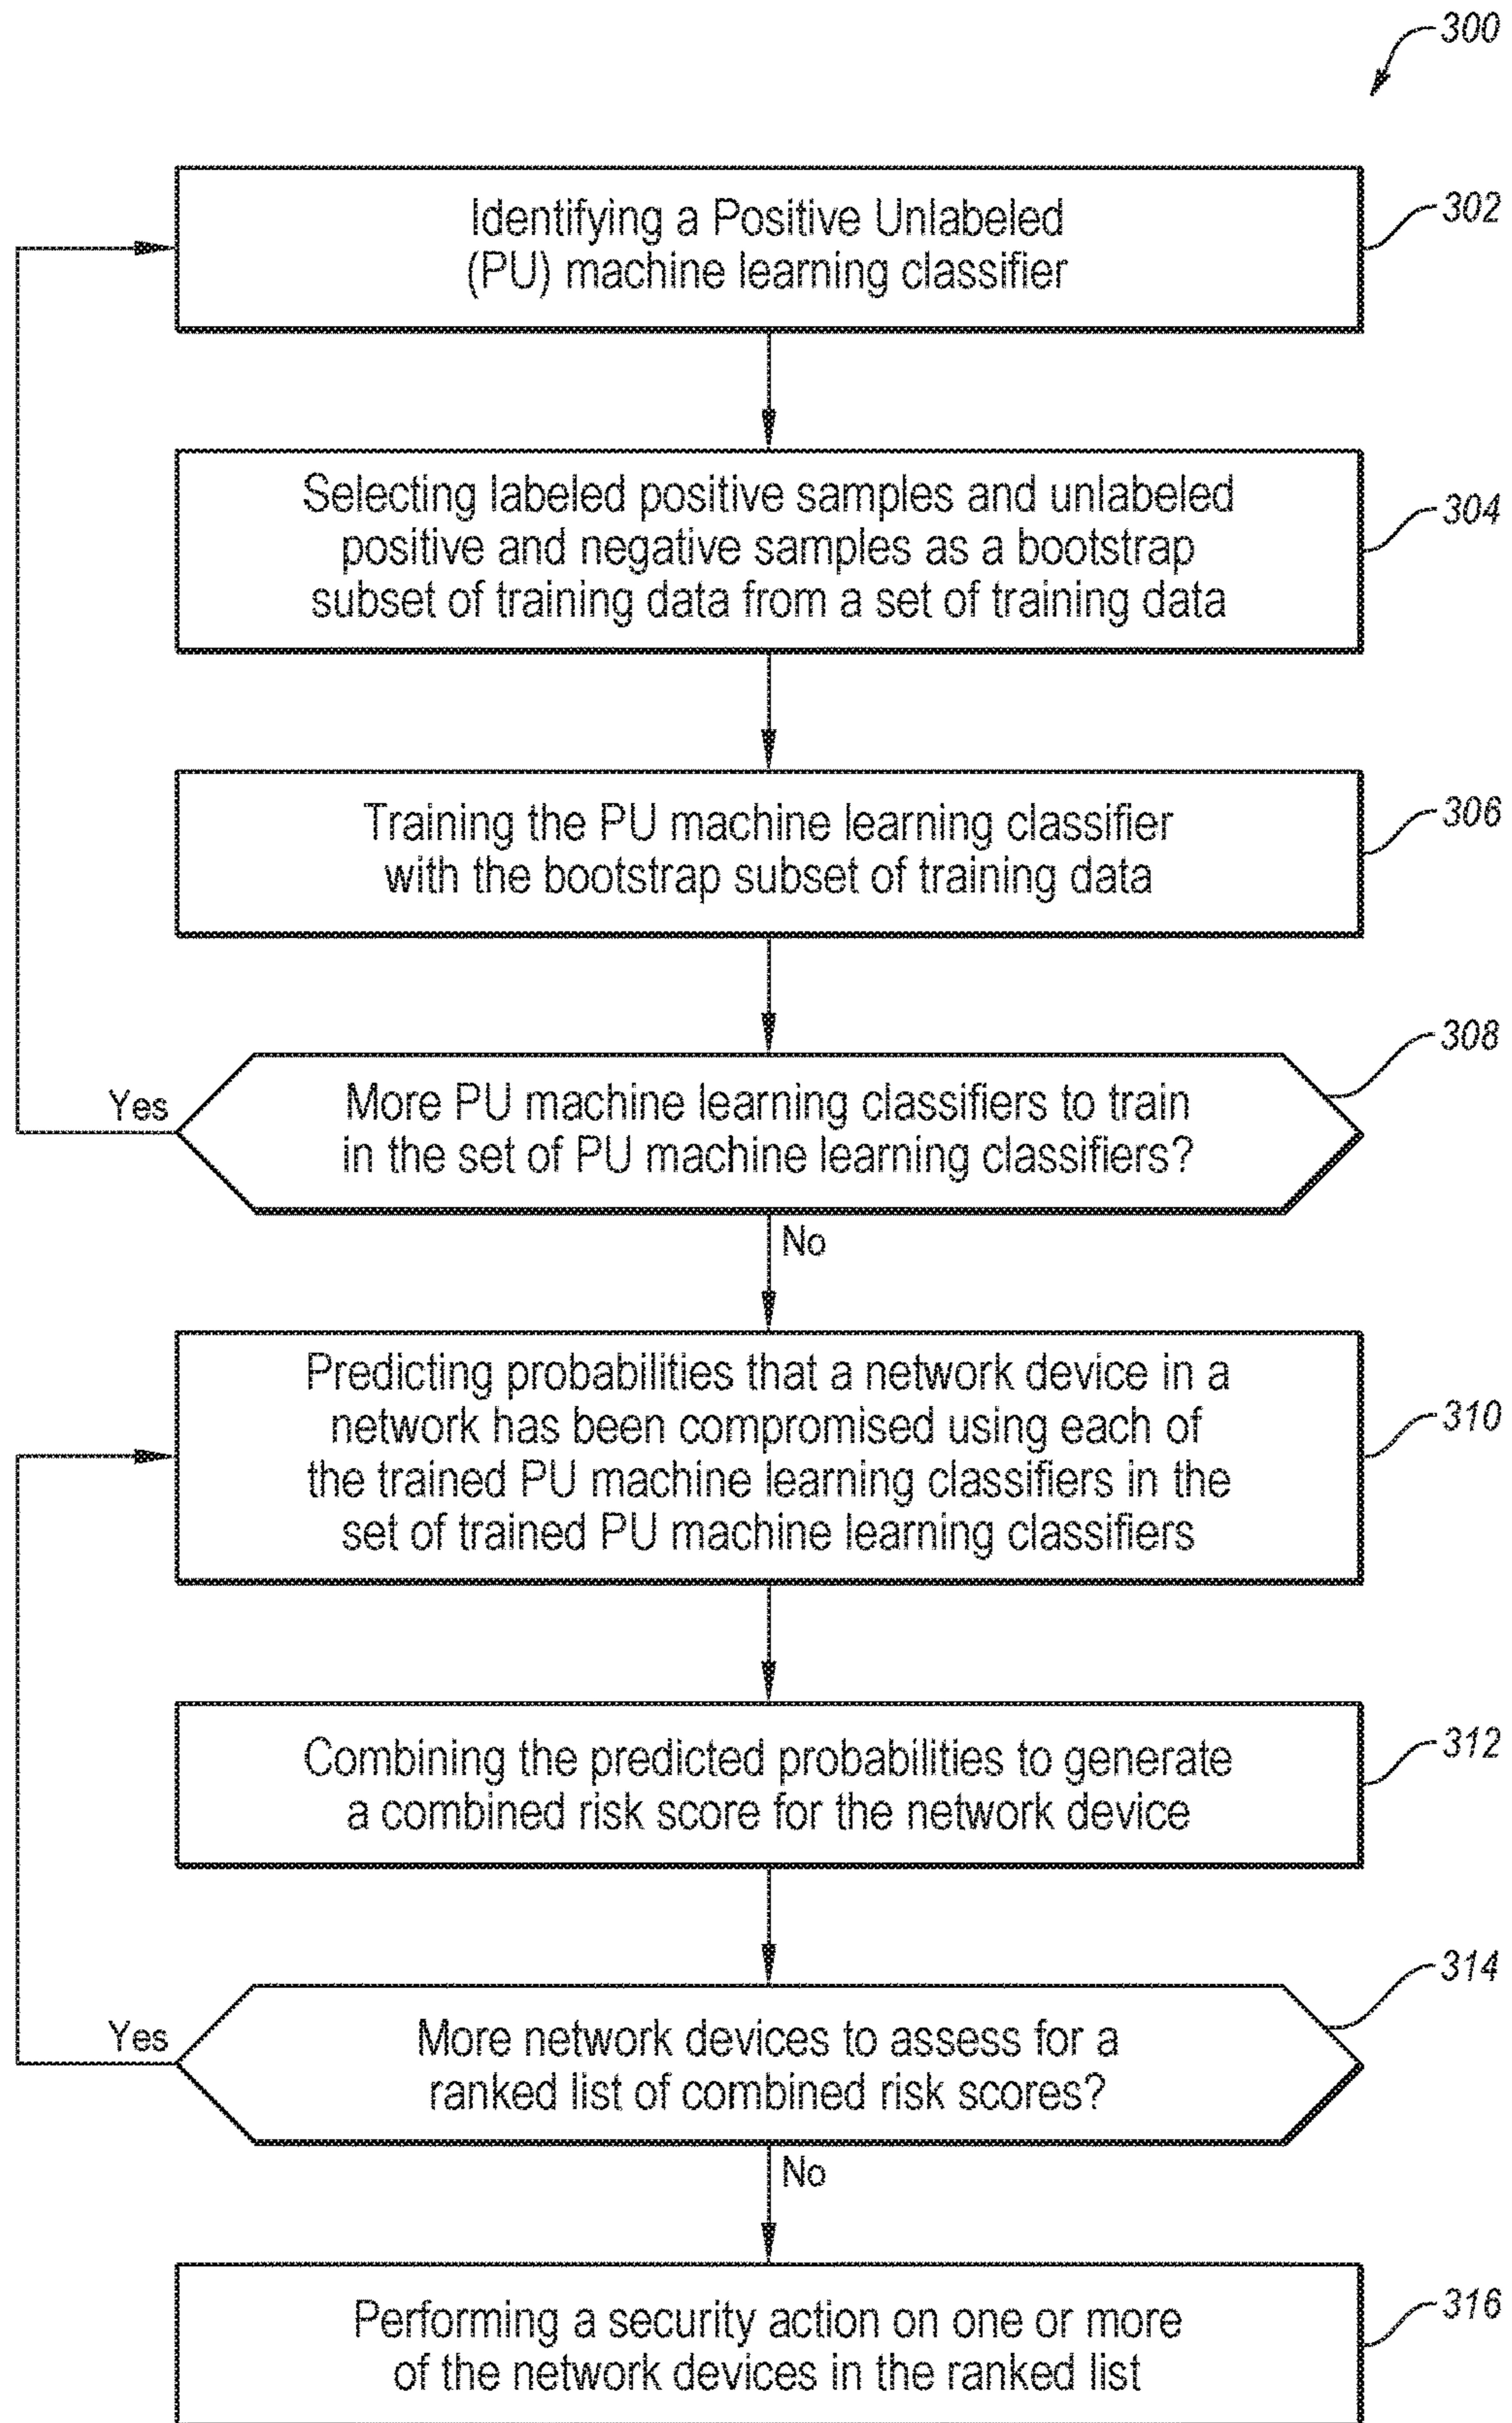 300
Identifying a Positive Unlabeled
(PU) machine learning classifier
302
Selecting labeled positive samples and unlabeled
positive and negative samples as a bootstrap
subset of training data from a set of training data
304
Training the PU machine learning classifier
with the bootstrap subset of training data
306
308
Yes
More PU machine learning classifiers to train
in the set of PU machine learning classifiers?
No
Predicting probabilities that a network device in a
network has been compromised using each of
the trained PU machine learning classifiers in the
set of trained PU machine learning classifiers
310
Combining the predicted probabilities to generate
a combined risk score for the network device
312
314
Yes
More network devices to assess for a
ranked list of combined risk scores?
No
Performing a security action on one or more
of the network devices in the ranked list
316